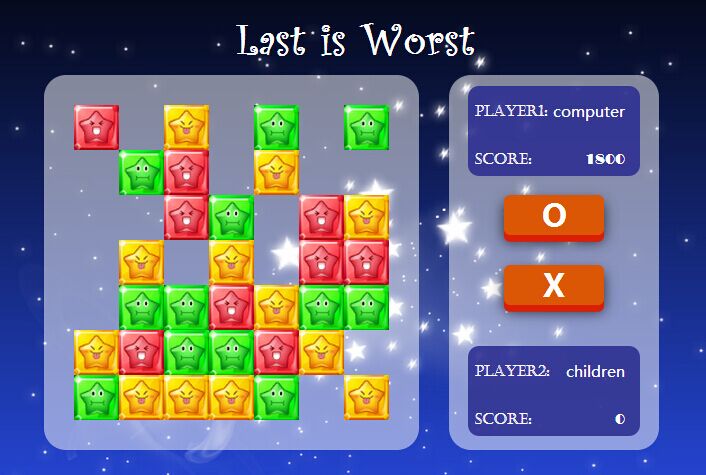 Last is Worst
PLAYER1: computer
SCORE: 1800
O
X
PLAYER2: children
SCORE: 0